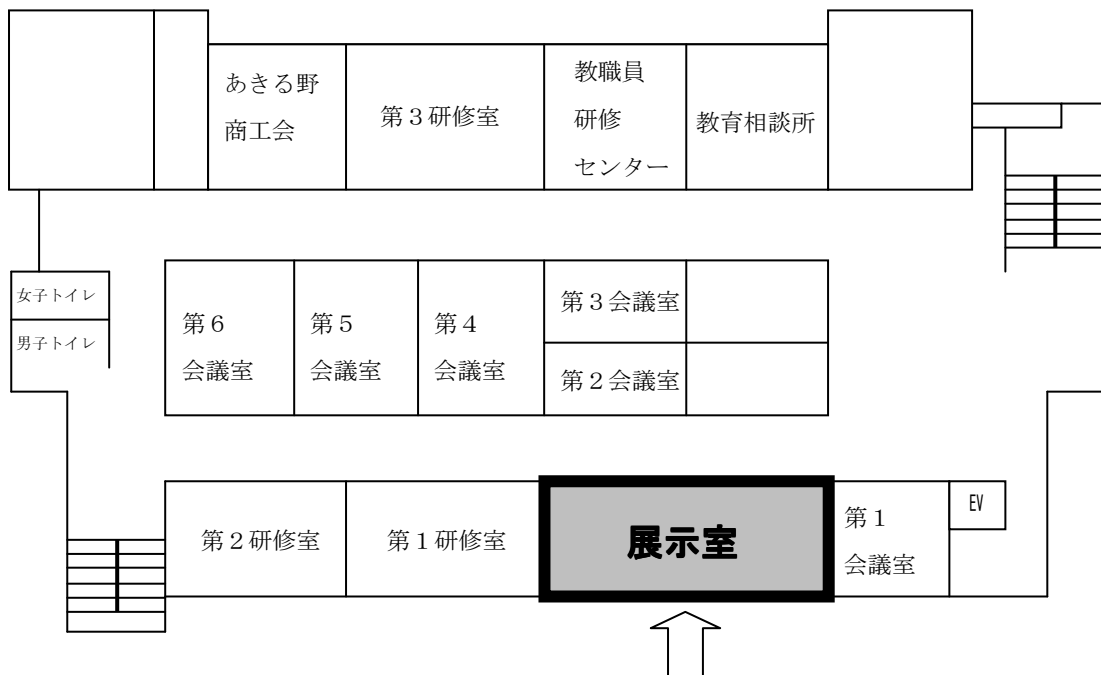 あきる野
商工会
第３研修室
教職員
研修
センター
教育相談所
女子トイレ
男子トイレ
第６
会議室
第５
会議室
第４
会議室
第３会議室
第２会議室
第２研修室
第１研修室
展示室
第１
会議室
EV